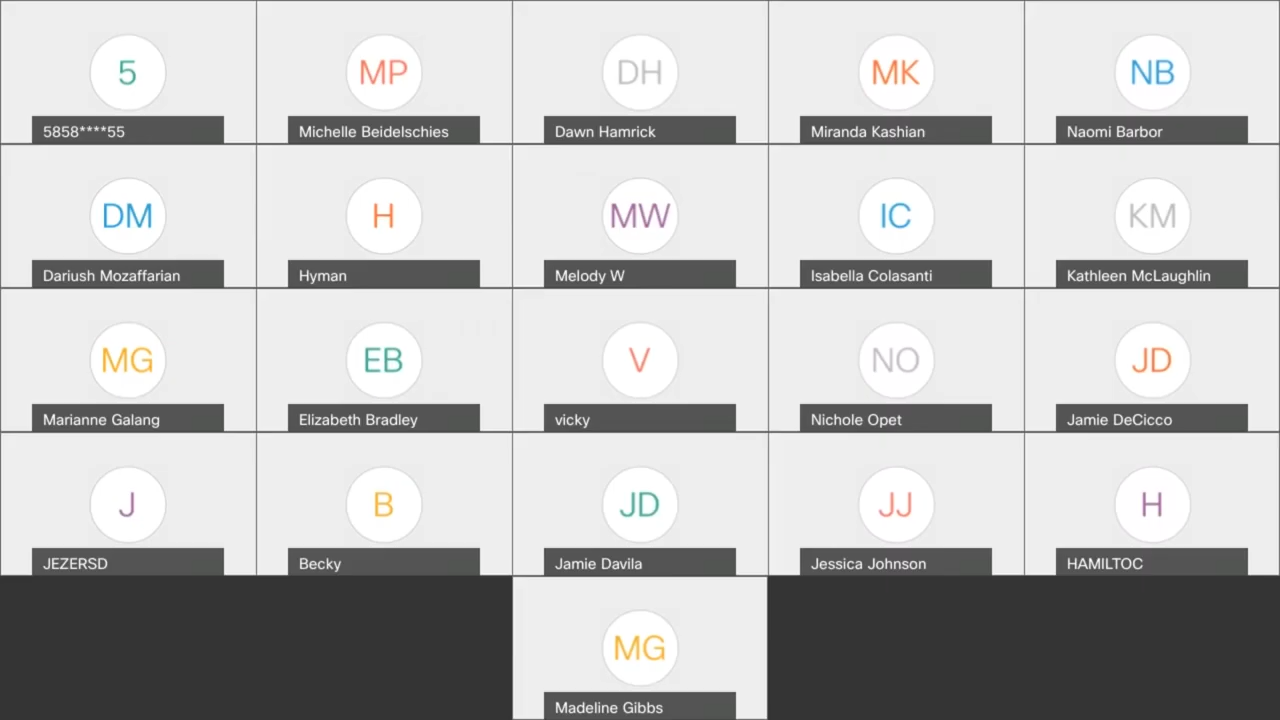 5
MP
DH
MK
NB
5858****55
Michelle Beidelschies
Dawn Hamrick
Miranda Kashian
Naomi Barbor
DM
H
MW
IC
KM
Dariush Mozaffarian
Hyman
Melody W
Isabella Colasanti
Kathleen McLaughlin
MG
EB
V
NO
JD
Marianne Galang
Elizabeth Bradley
vicky
Nichole Opet
Jamie DeCicco
J
B
JD
JJ
H
JEZERSD
Becky
Jamie Davila
Jessica Johnson
HAMILTOC
MG
Madeline Gibbs